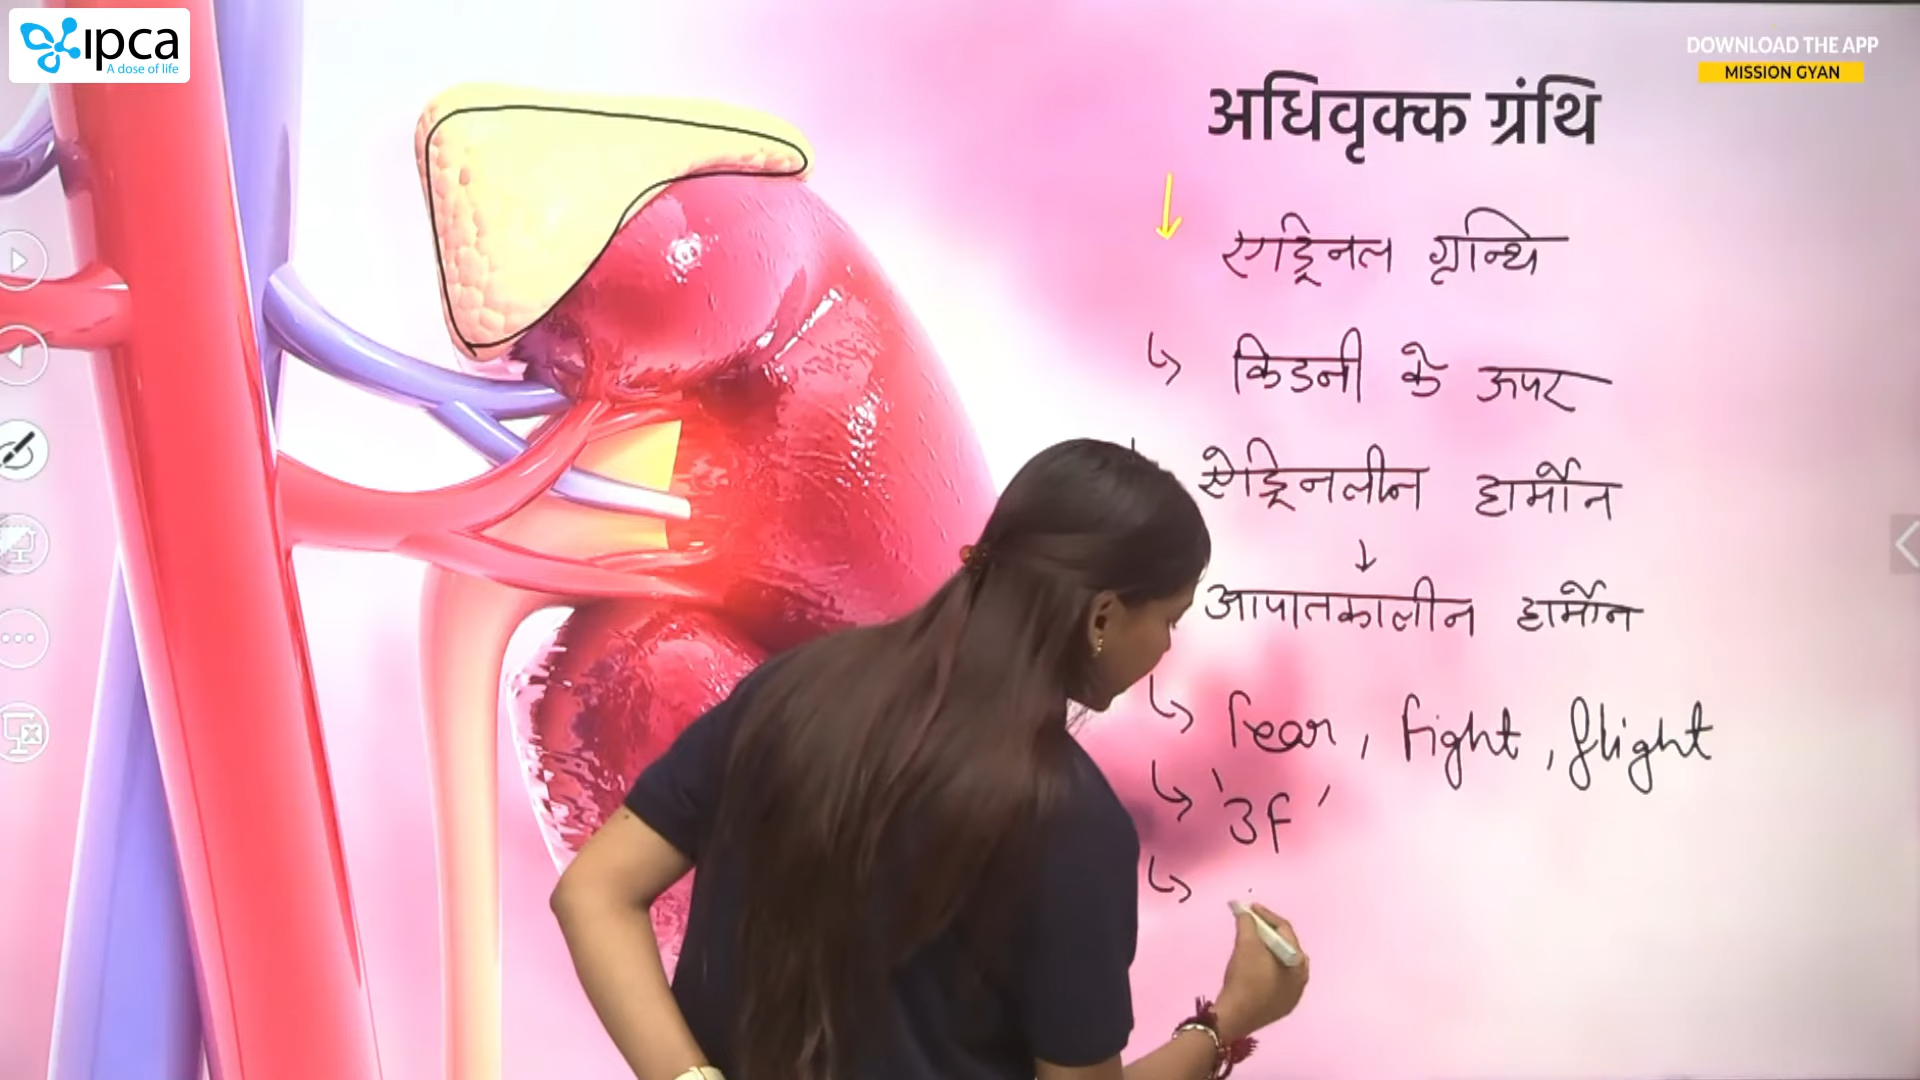 ipca
A dose of life
DOWNLOAD THE APP
MISSION GYAN
अधिवृक्क ग्रंथि
एड्रिनल ग्रन्थि
किडनी के ऊपर
ऐड्रिनलीन हार्मोन
आपातकालीन हार्मोन
fear, fight, flight
'3F'